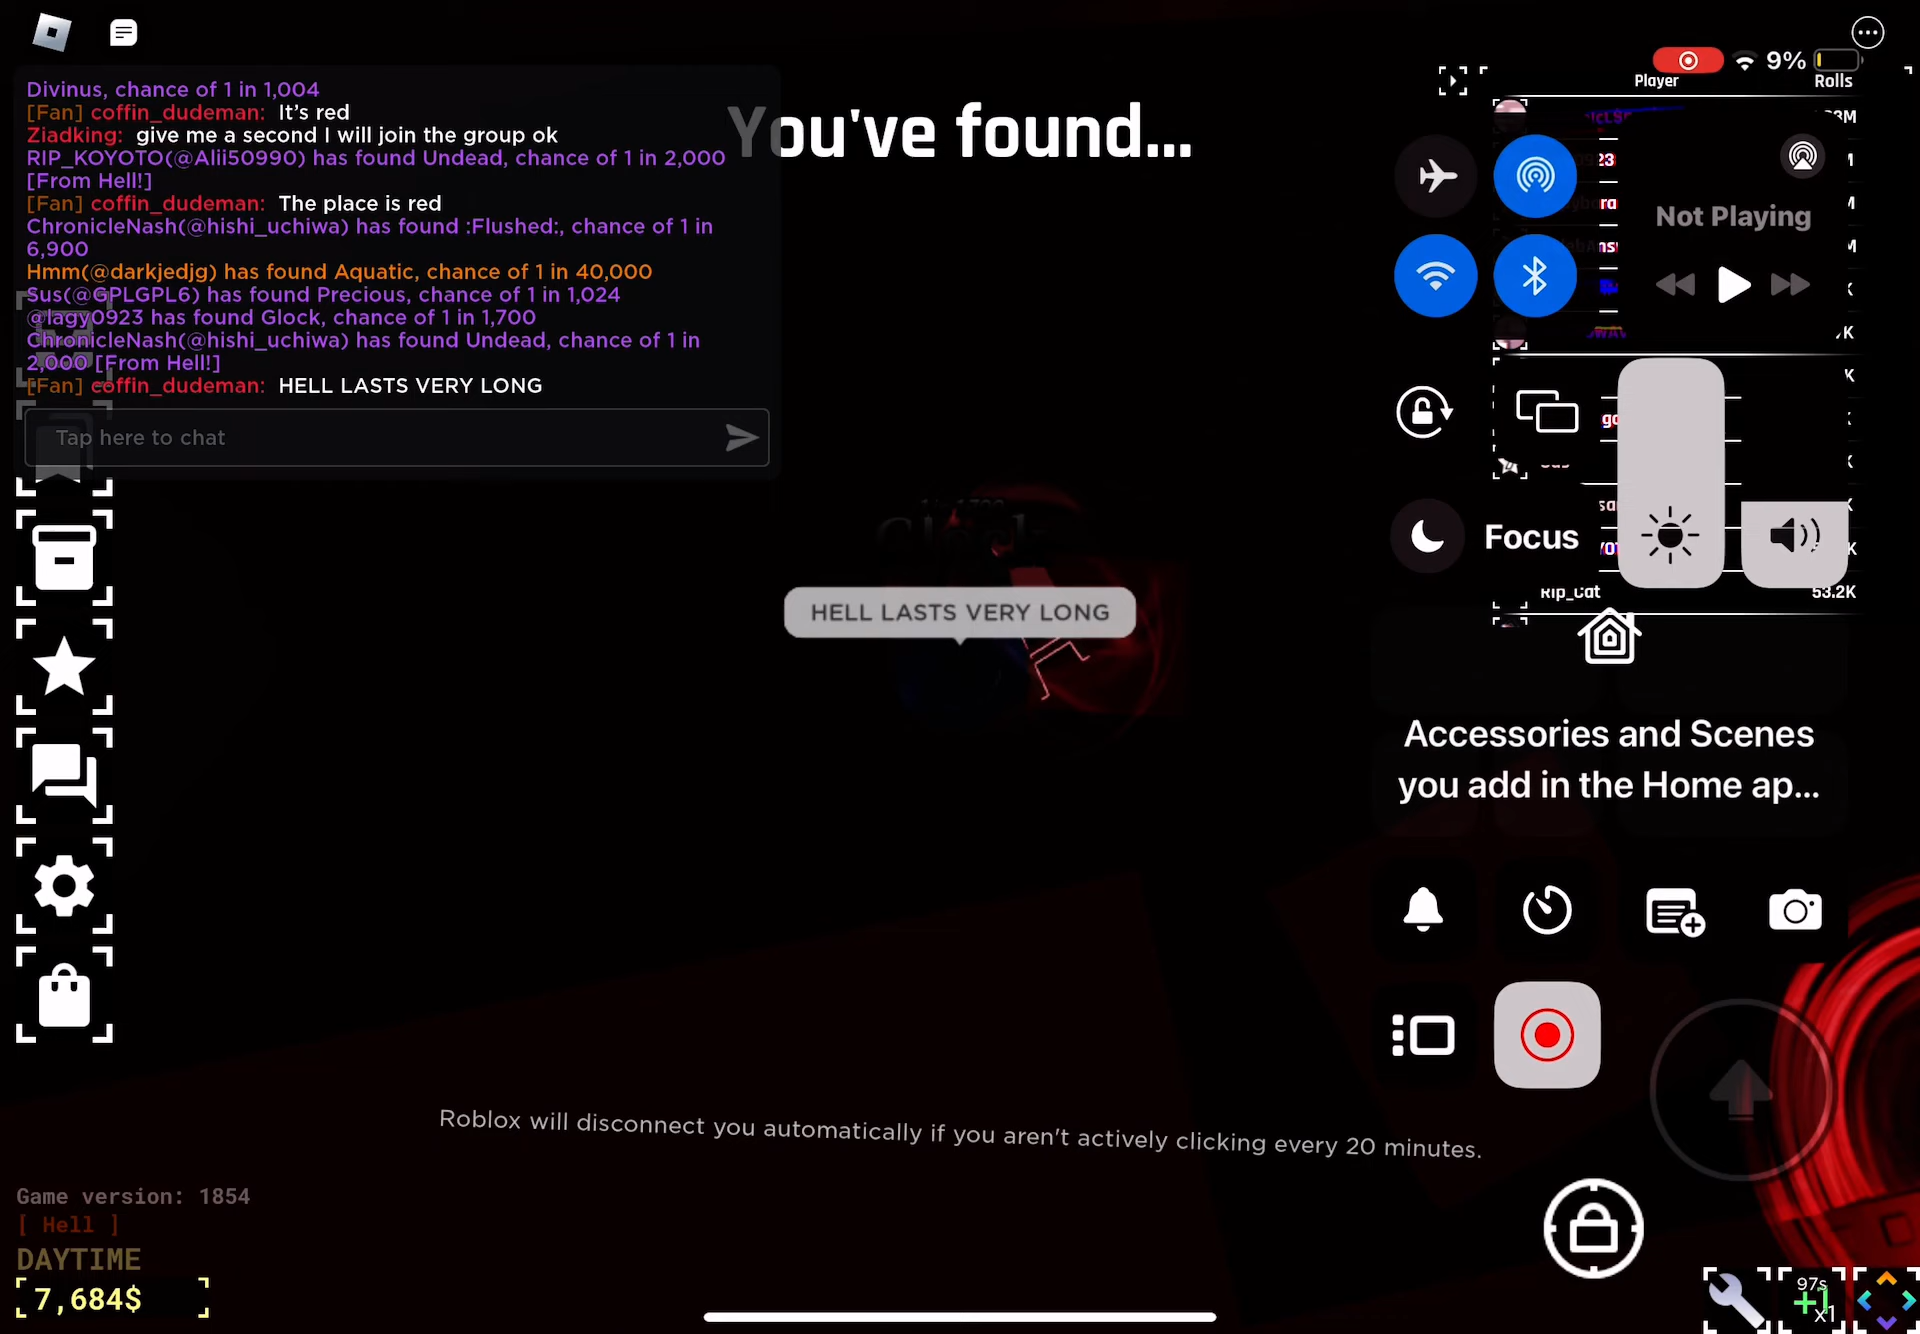 9%
Player Rolls
Divinus, chance of 1 in 1,004
[Fan] coffin_dudeman: It's red
Ziadking: give me a second I will join the group ok
RIP_KOYOTO(@Alii50990) has found Undead, chance of 1 in 2,000
[From Hell!]
[Fan] coffin_dudeman: The place is red
ChronicleNash(@hishi_uchiwa) has found :Flushed:, chance of 1 in
6,900
Hmm(@darkjedjg) has found Aquatic, chance of 1 in 40,000
Sus(@GPLGPL6) has found Precious, chance of 1 in 1,024
@lagy0923 has found Glock, chance of 1 in 1,700
ChronicleNash(@hishi_uchiwa) has found Undead, chance of 1 in
2,000 [From Hell!]
[Fan] coffin_dudeman: HELL LASTS VERY LONG
Tap here to chat
You've found...
Not Playing
Focus
Rip_Cat 53.2K
Glock
HELL LASTS VERY LONG
Accessories and Scenes
you add in the Home ap...
Roblox will disconnect you automatically if you aren't actively clicking every 20 minutes.
Game version: 1854
[ Hell ]
DAYTIME
7,684$
97s
+1
x1